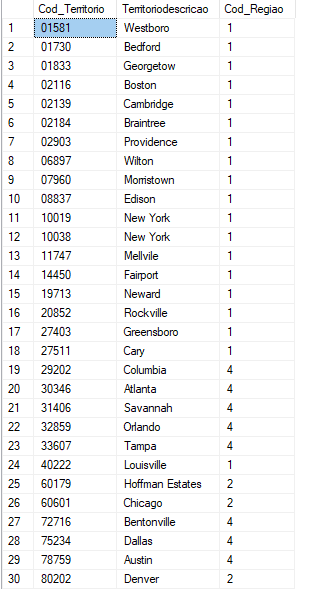 Cod_Territorio Territoriodescricao Cod_Regiao
1 01581 Westboro 1
2 01730 Bedford 1
3 01833 Georgetow 1
4 02116 Boston 1
5 02139 Cambridge 1
6 02184 Braintree 1
7 02903 Providence 1
8 06897 Wilton 1
9 07960 Morristown 1
10 08837 Edison 1
11 10019 New York 1
12 10038 New York 1
13 11747 Mellvile 1
14 14450 Fairport 1
15 19713 Neward 1
16 20852 Rockville 1
17 27403 Greensboro 1
18 27511 Cary 1
19 29202 Columbia 4
20 30346 Atlanta 4
21 31406 Savannah 4
22 32859 Orlando 4
23 33607 Tampa 4
24 40222 Louisville 1
25 60179 Hoffman Estates 2
26 60601 Chicago 2
27 72716 Bentonville 4
28 75234 Dallas 4
29 78759 Austin 4
30 80202 Denver 2